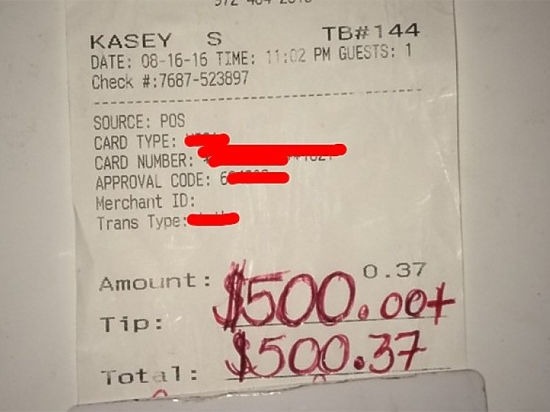 KASEY S TB#144
DATE: 08-16-16 TIME: 11:02 PM GUESTS: 1
Check #:7687-523897
SOURCE: POS
CARD TYPE:
CARD NUMBER:
APPROVAL CODE: 6
Merchant ID:
Trans Type:
Amount: 0.37
Tip: $500.00+
Total: $500.37